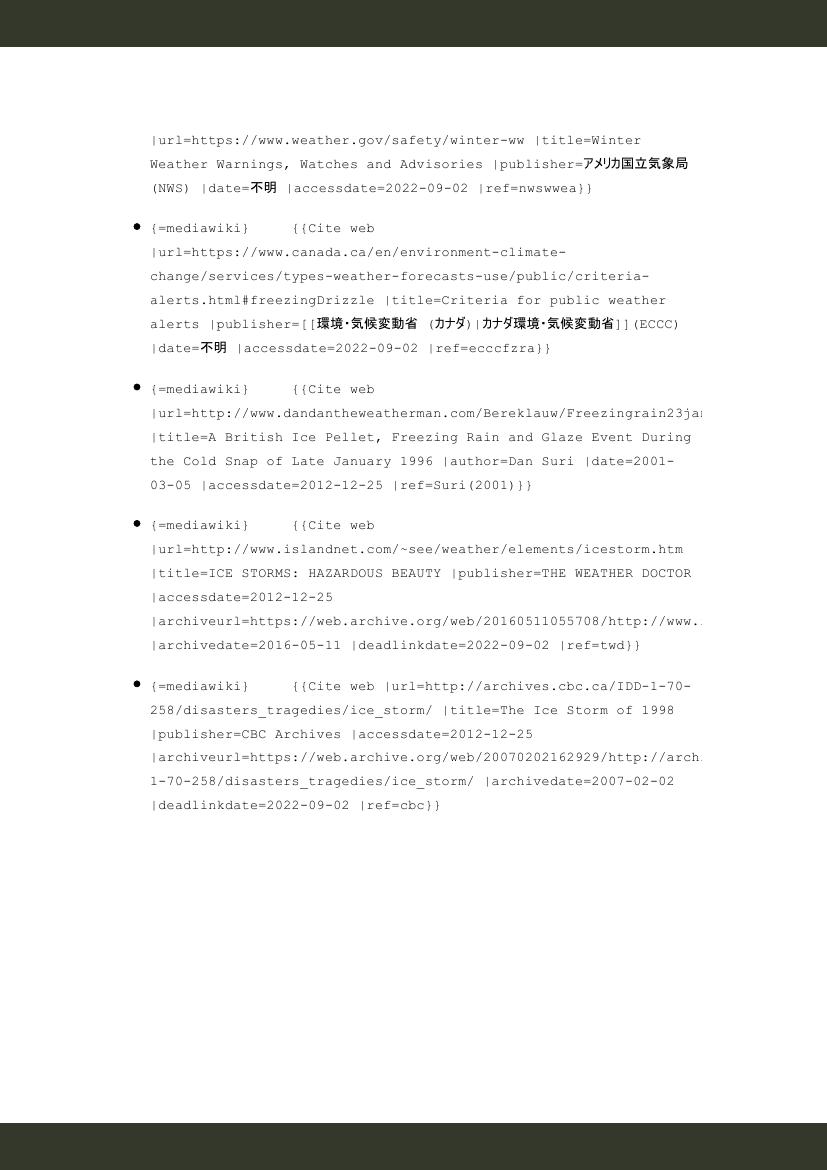 |url=https://www.weather.gov/safety/winter-ww |title=Winter
Weather Warnings, Watches and Advisories |publisher=アメリカ国立気象局
(NWS) |date=不明 |accessdate=2022-09-02 |ref=nwswwea}}
• {=mediawiki} {{Cite web
|url=https://www.canada.ca/en/environment-climate-
change/services/types-weather-forecasts-use/public/criteria-
alerts.html#freezingDrizzle |title=Criteria for public weather
alerts |publisher=[[環境・気候変動省 (カナダ)|カナダ環境・気候変動省]](ECCC)
|date=不明 |accessdate=2022-09-02 |ref=ecccfzra}}
• {=mediawiki} {{Cite web
|url=http://www.dandantheweatherman.com/Bereklauw/Freezingrain23jan
|title=A British Ice Pellet, Freezing Rain and Glaze Event During
the Cold Snap of Late January 1996 |author=Dan Suri |date=2001-
03-05 |accessdate=2012-12-25 |ref=Suri(2001)}}
• {=mediawiki} {{Cite web
|url=http://www.islandnet.com/~see/weather/elements/icestorm.htm
|title=ICE STORMS: HAZARDOUS BEAUTY |publisher=THE WEATHER DOCTOR
|accessdate=2012-12-25
|archiveurl=https://web.archive.org/web/20160511055708/http://www.
|archivedate=2016-05-11 |deadlinkdate=2022-09-02 |ref=twd}}
• {=mediawiki} {{Cite web |url=http://archives.cbc.ca/IDD-1-70-
258/disasters_tragedies/ice_storm/ |title=The Ice Storm of 1998
|publisher=CBC Archives |accessdate=2012-12-25
|archiveurl=https://web.archive.org/web/20070202162929/http://arch
1-70-258/disasters_tragedies/ice_storm/ |archivedate=2007-02-02
|deadlinkdate=2022-09-02 |ref=cbc}}